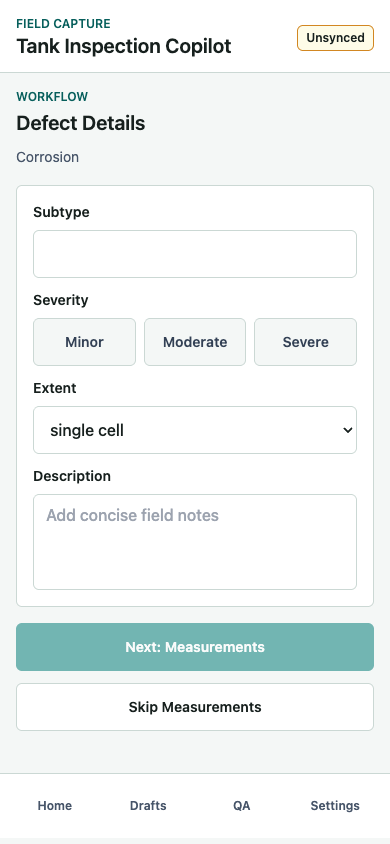 FIELD CAPTURE
Tank Inspection Copilot
Unsynced
WORKFLOW
Defect Details
Corrosion
Subtype
Severity
Minor Moderate Severe
Extent
single cell
Description
Add concise field notes
Next: Measurements
Skip Measurements
Home Drafts QA Settings